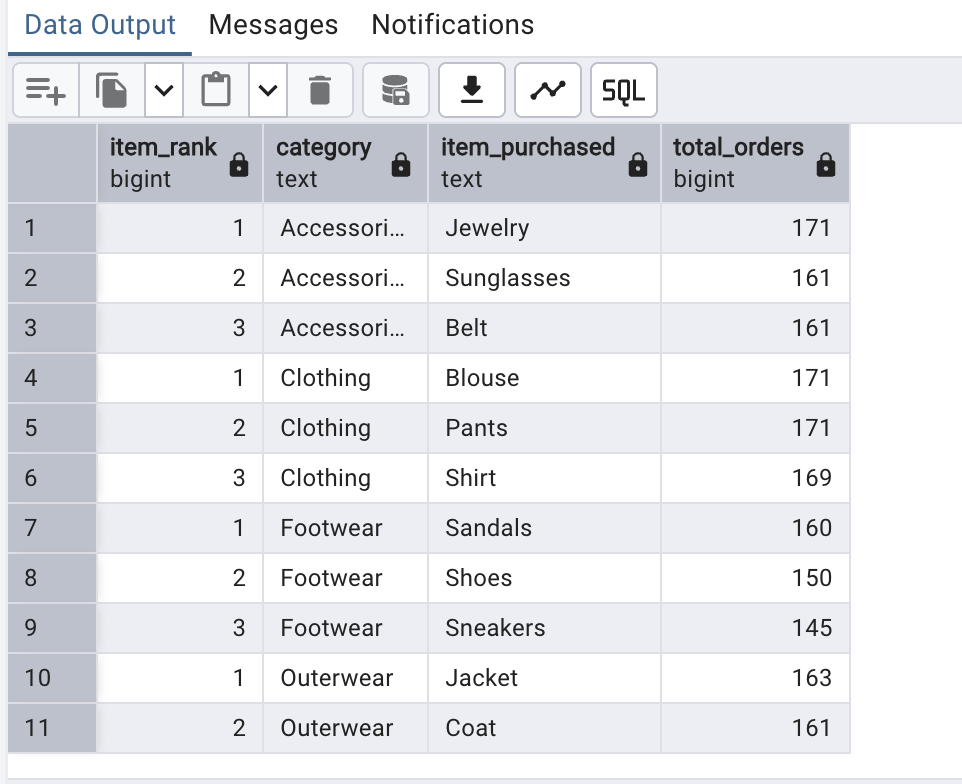 Data Output Messages Notifications
SQL
item_rank category item_purchased total_orders
bigint text text bigint
1 1 Accessori... Jewelry 171
2 2 Accessori... Sunglasses 161
3 3 Accessori... Belt 161
4 1 Clothing Blouse 171
5 2 Clothing Pants 171
6 3 Clothing Shirt 169
7 1 Footwear Sandals 160
8 2 Footwear Shoes 150
9 3 Footwear Sneakers 145
10 1 Outerwear Jacket 163
11 2 Outerwear Coat 161